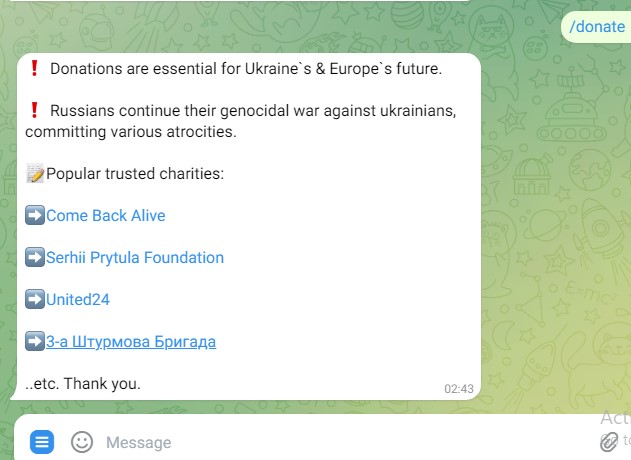 /donate
❗ Donations are essential for Ukraine`s & Europe`s future.
❗ Russians continue their genocidal war against ukrainians,
committing various atrocities.
📝Popular trusted charities:
➡️Come Back Alive
➡️Serhii Prytula Foundation
➡️United24
➡️3-а Штурмова Бригада
..etc. Thank you.
02:43
Message